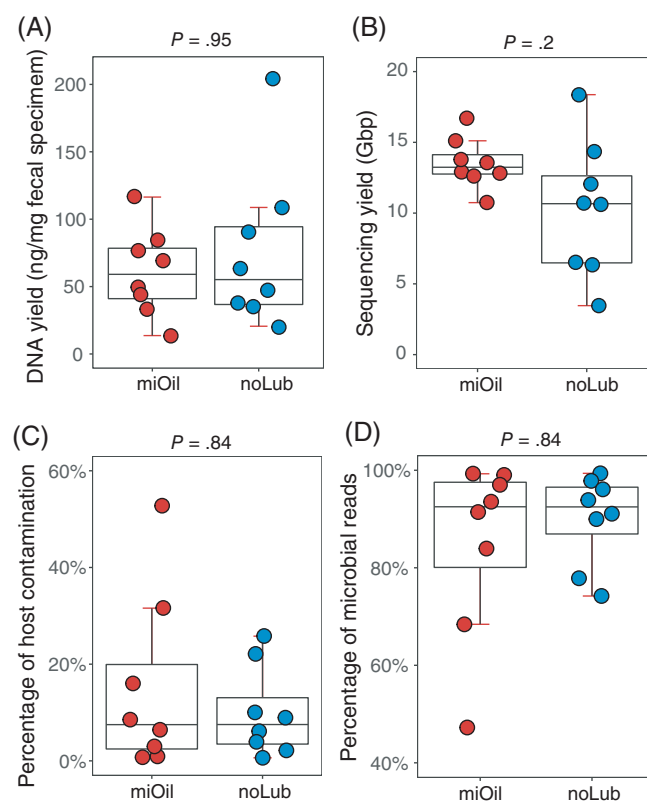 (A)
P = .95
DNA yield (ng/mg fecal specimem)
200
150
100
50
0
miOil noLub
(B)
P = .2
Sequencing yield (Gbp)
20
15
10
5
0
miOil noLub
(C)
P = .84
Percentage of host contamination
60%
40%
20%
0%
miOil noLub
(D)
P = .84
Percentage of microbial reads
100%
80%
60%
40%
miOil noLub